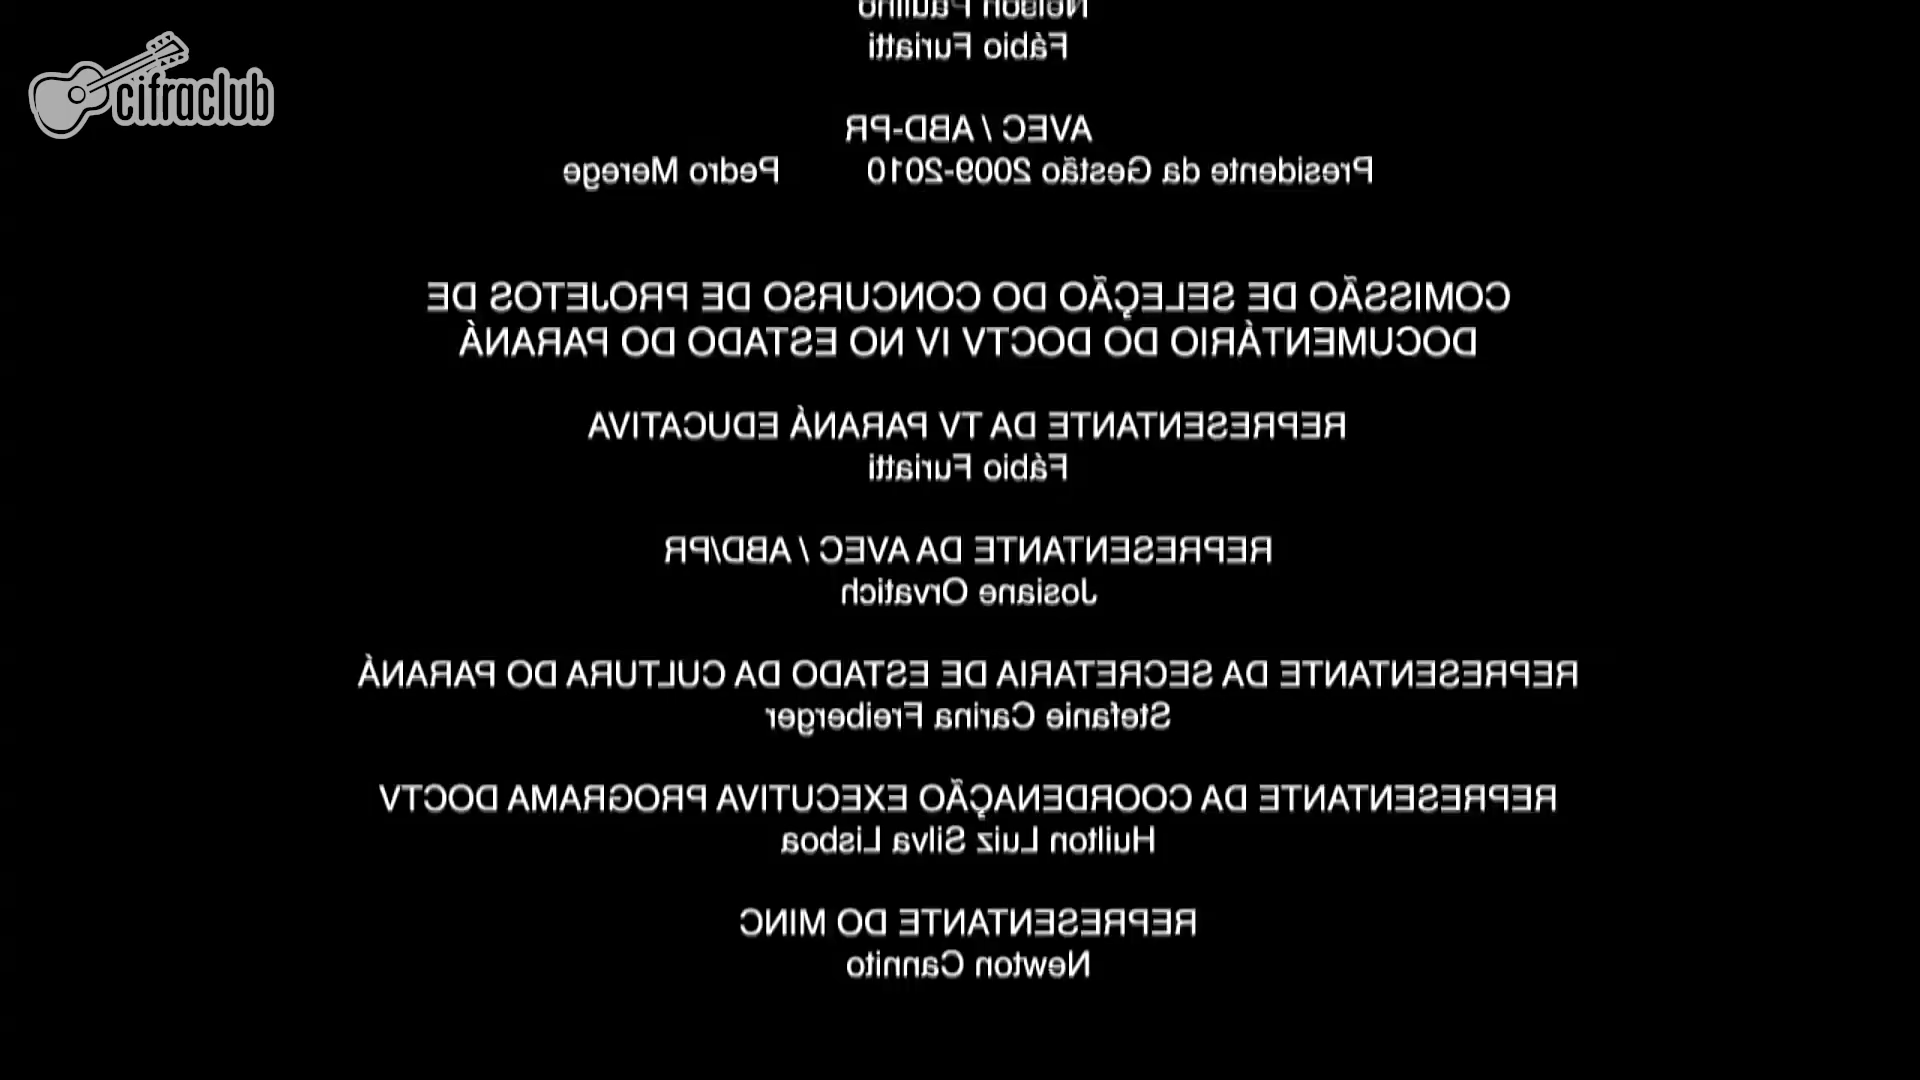 Nelson Paulino
Fábio Furiatti
cifraclub
AVEC / ABD-PR
Presidente da Gestão 2009-2010 Pedro Merege
COMISSÃO DE SELEÇÃO DO CONCURSO DE PROJETOS DE
DOCUMENTÁRIO DO DOCTV IV NO ESTADO DO PARANÁ
REPRESENTANTE DA TV PARANÁ EDUCATIVA
Fábio Furiatti
REPRESENTANTE DA AVEC / ABD/PR
Josiane Orvatich
REPRESENTANTE DA SECRETARIA DE ESTADO DA CULTURA DO PARANÁ
Stefanie Carina Freiberger
REPRESENTANTE DA COORDENAÇÃO EXECUTIVA PROGRAMA DOCTV
Huilton Luiz Silva Lisboa
REPRESENTANTE DO MINC
Newton Cannito